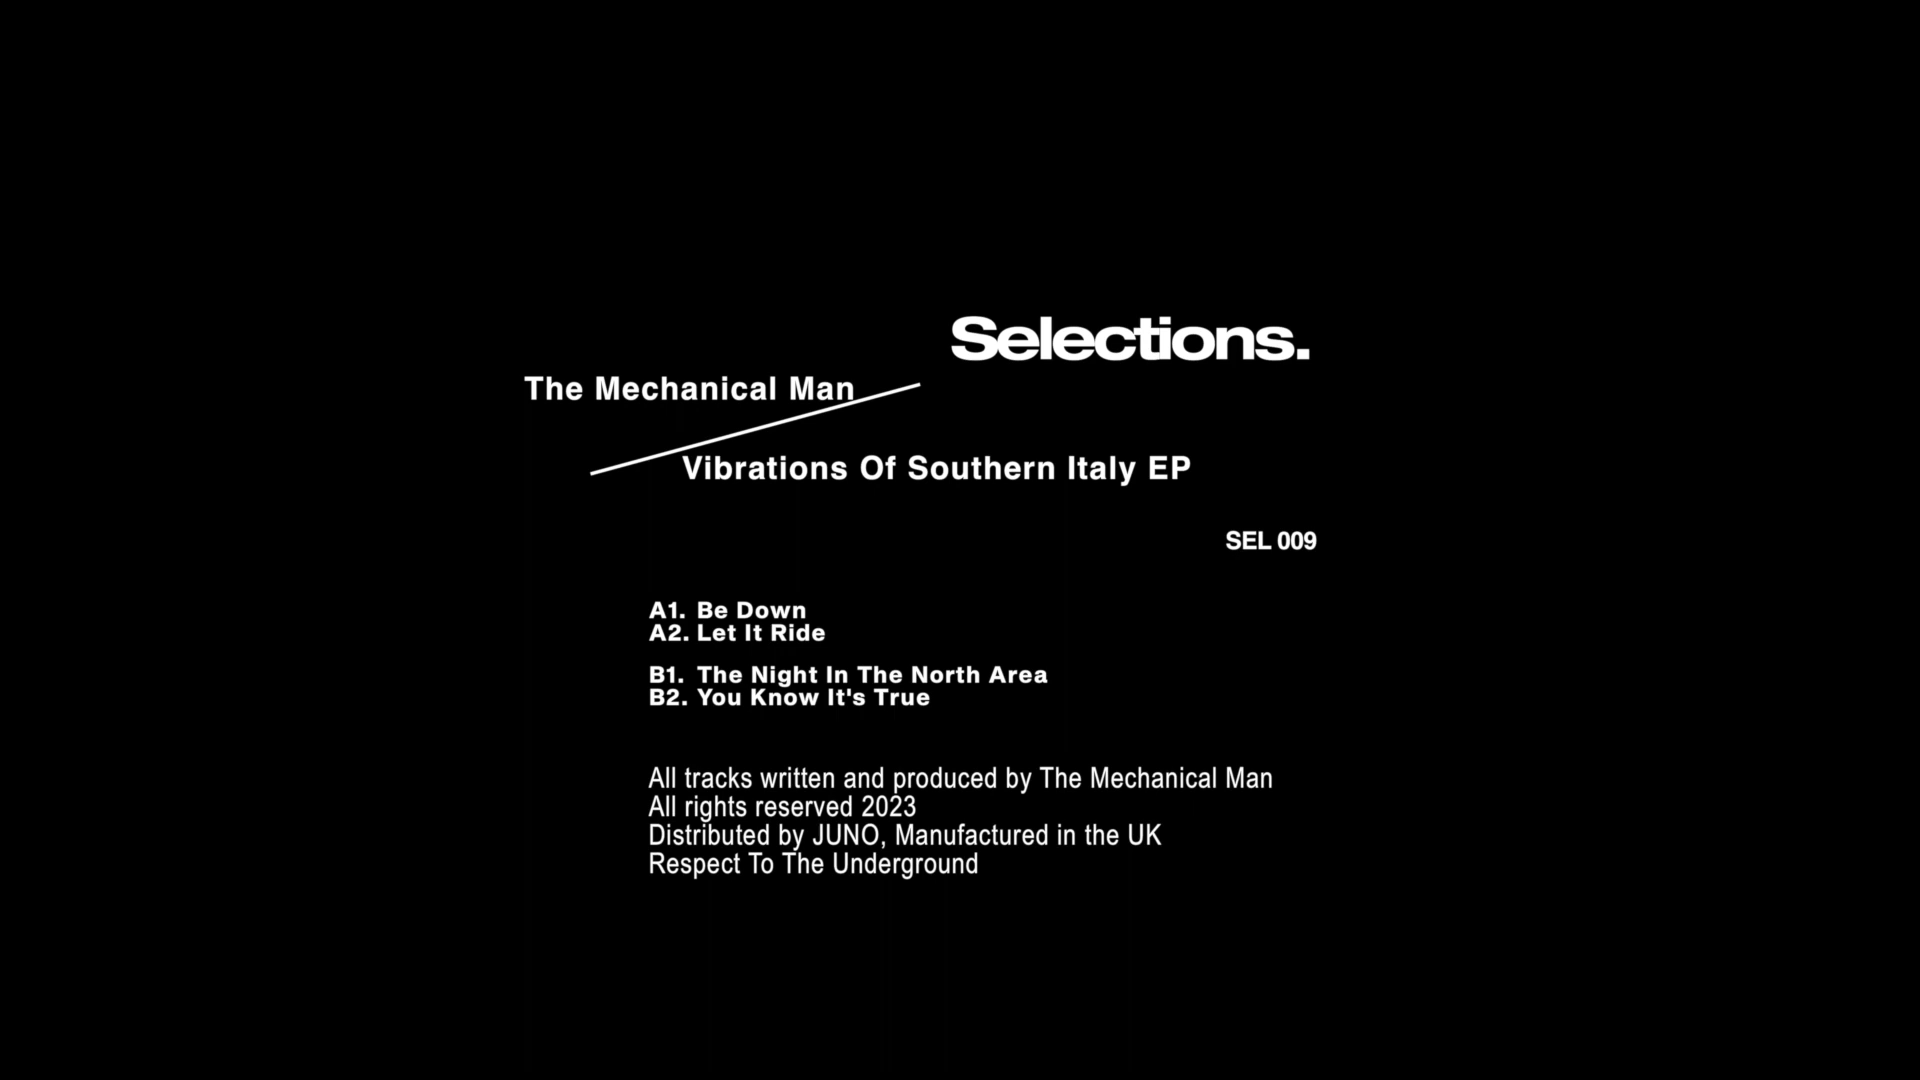 Selections.
The Mechanical Man
Vibrations Of Southern Italy EP
SEL 009
A1. Be Down
A2. Let It Ride
B1. The Night In The North Area
B2. You Know It's True
All tracks written and produced by The Mechanical Man
All rights reserved 2023
Distributed by JUNO, Manufactured in the UK
Respect To The Underground